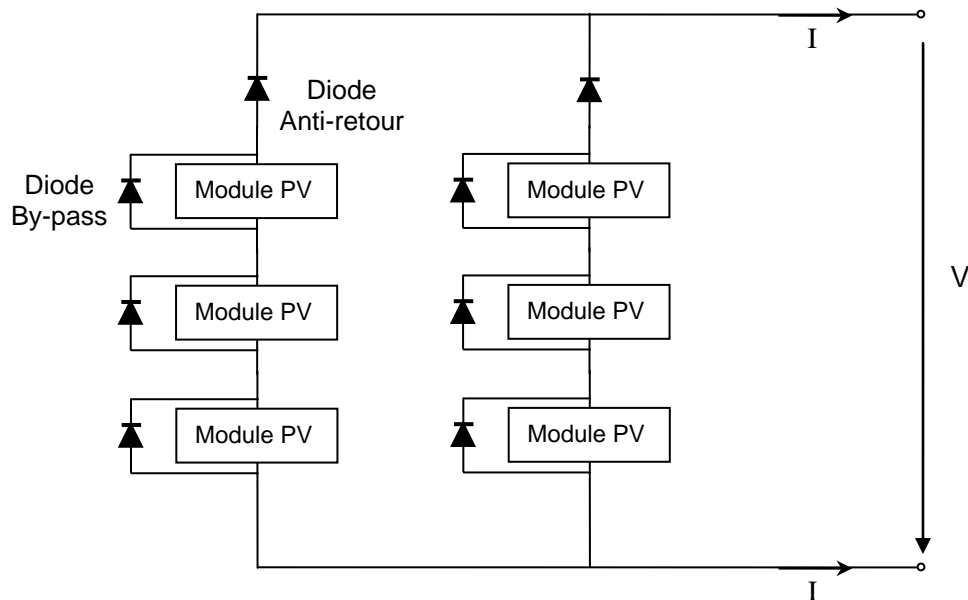 I
Diode
Anti-retour
Diode
By-pass
Module PV
Module PV
V
Module PV
Module PV
Module PV
Module PV
I